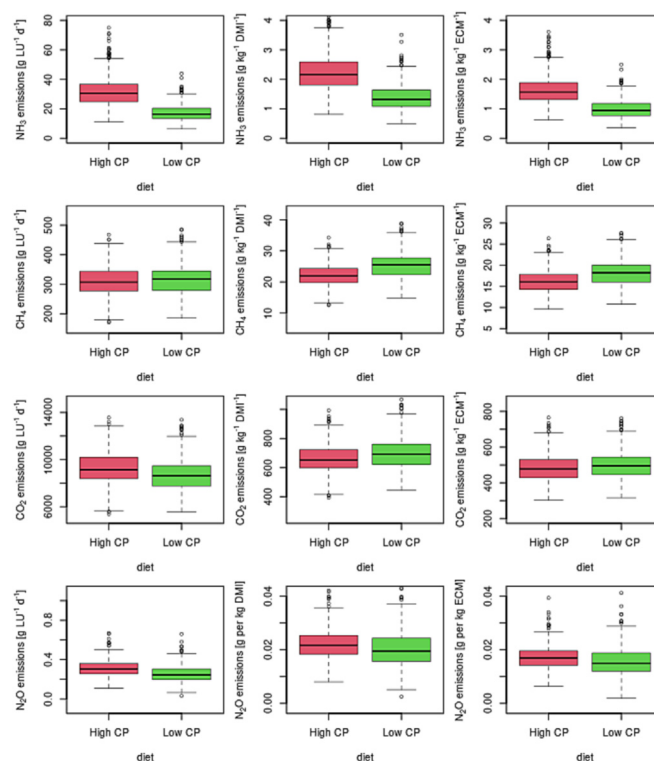 NH₃ emissions [g LU⁻¹ d⁻¹]
80
60
40
20
0
High CP Low CP
diet
NH₃ emissions [g kg⁻¹ DMI⁻¹]
4
3
2
1
0
High CP Low CP
diet
NH₃ emissions [g kg⁻¹ ECM⁻¹]
4
3
2
1
0
High CP Low CP
diet
CH₄ emissions [g LU⁻¹ d⁻¹]
500
400
300
200
High CP Low CP
diet
CH₄ emissions [g kg⁻¹ DMI⁻¹]
40
30
20
10
High CP Low CP
diet
CH₄ emissions [g kg⁻¹ ECM⁻¹]
30
25
20
15
10
5
High CP Low CP
diet
CO₂ emissions [g LU⁻¹ d⁻¹]
14000
10000
6000
High CP Low CP
diet
CO₂ emissions [g kg⁻¹ DMI⁻¹]
800
600
400
High CP Low CP
diet
CO₂ emissions [g kg⁻¹ ECM⁻¹]
800
600
400
200
High CP Low CP
diet
N₂O emissions [g LU⁻¹ d⁻¹]
0.8
0.4
0.0
High CP Low CP
diet
N₂O emissions [g per kg DMI]
0.04
0.02
0.00
High CP Low CP
diet
N₂O emissions [g per kg ECM]
0.04
0.02
0.00
High CP Low CP
diet